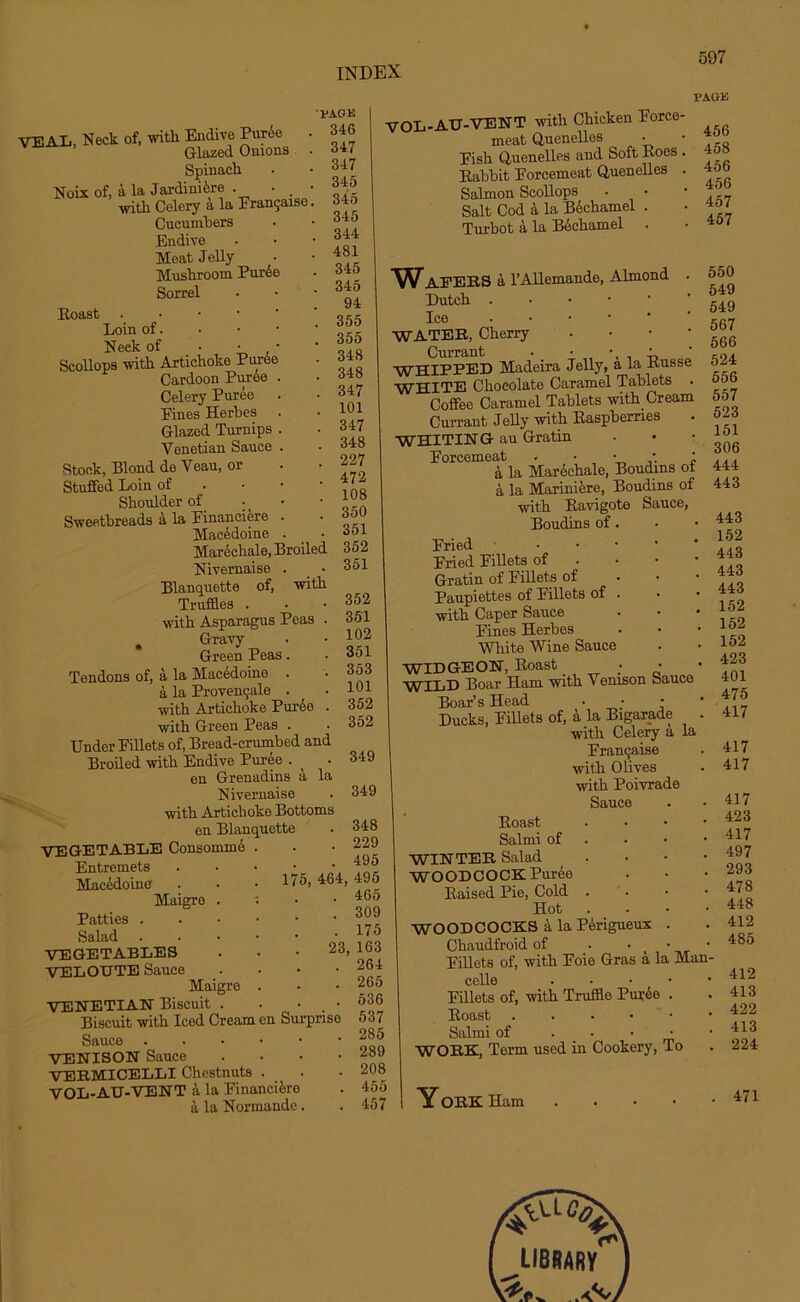 INDEX
597
PAGE
VEAL, Neck of, with Endive Purée . 346
Glazed Onions . 347
Spinach . . 347
Noix of, à la Jardinière . . . 345
with Celery à la Française. 345
Cucumbers . . 345
Endive . . . 344
Meat Jelly . . 481
Mushroom Purée . 345
Sorrel . . . 345
Roast . . . . . . 94
Loin of. . . . . 355
Neck of . . . . 355
Scollops with Artichoke Purée . 348
Cardoon Purée . . 348
Celery Purée . . 347
Fines Herbes . . 101
Glazed Turnips . . 347
Venetian Sauce . . 348
Stock, Blond de Veau, or . . 227
Stuffed Loin of . . . . 472
Shoulder of . . . 108
Sweetbreads à la Financière . . 350
Macédoine . . 351
Maréchale, Broiled 352
Nivernaise . . 351
Blanquette of, with
Truffles . . . 352
with Asparagus Peas . 351
Gravy . . 102
Green Peas. . 351
Tendons of, à la Macédoine . . 353
à la Provençale . . 101
with Artichoke Purée . 352
with Green Peas . . 352
Under Fillets of, Bread-crumbed and
Broiled with Endive Purée . . 349
en Grenadins à la
Nivernaise . 349
with Artichoke Bottoms
en Blanquette . 348
VEGETABLE Consommé . . . 229
Entremets . . . . . 495
Macédoine . . . 175, 464, 495
Maigre . . . . 465
Patties . . . . . . 309
Salad . . . . . . 175
VEGETABLES . . . 23, 163
VELOUTE Sauce . . . . 264
Maigre . . . 265
VENETIAN Biscuit . . . . 536
Biscuit with Iced Cream en Surprise 537
Sauce . . . . . . 285
VENISON Sauce . . . . 289
VERMICELLI Chestnuts . . . 208
VOL-AU-VENT à la Financière . 455
à la Normande. . 457
PAGE
VOL-AU-VENT with Chicken Force-
meat Quenelles . . 456
Fish Quenelles and Soft Roes . 458
Rabbit Forcemeat Quenelles . 456
Salmon Scollops . . . 456
Salt Cod à la Béchamel . . 457
Turbot à la Béchamel . . 457
WAFERS à l'Allemande, Almond . 550
Dutch . . . . . . 549
Ice . . . . . . 549
WATER, Cherry . . . . 567
Currant . . . . . 566
WHIPPED Madeira Jelly, à la Russe 524
WHITE Chocolate Caramel Tablets . 556
Coffee Caramel Tablets with Cream 557
Currant Jelly with Raspberries . 523
WHITING au Gratin . . . 151
Forcemeat . . . . . 306
à la Maréchale, Boudins of 444
à la Marinière, Boudins of 443
with Ravigote Sauce,
Boudins of . . . 443
Fried . . . . . 152
Fried Fillets of . . . . 443
Gratin of Fillets of . . . 443
Paupiettes of Fillets of . . . 443
with Caper Sauce . . . 152
Fines Herbes . . . 152
White Wine Sauce . . 152
WIDGEON, Roast . . . 423
WILD Boar Ham with Venison Sauce 401
Boar's Head . . . . 475
Ducks, Fillets of, à la Bigarade . 417
with Celery à la
Française . 417
with Olives . 417
with Poivrade
Sauce . . 417
Roast . . . . 423
Salmi of . . . . 417
WINTER Salad . . . . 497
WOODCOCK Purée . . . 293
Raised Pie, Cold . . . . 478
Hot . . . . 448
WOODCOCKS à la Périgueux . . 412
Chaudfroid of . . . . 485
Fillets of, with Foie Gras à la Man-
celle . . . . . 412
Fillets of, with Truffle Purée . . 413
Roast . . . . . . 422
Salmi of . . . . . 413
WORK, Term used in Cookery, To . 224
YORK Ham . . . . . 471
LIBRARY